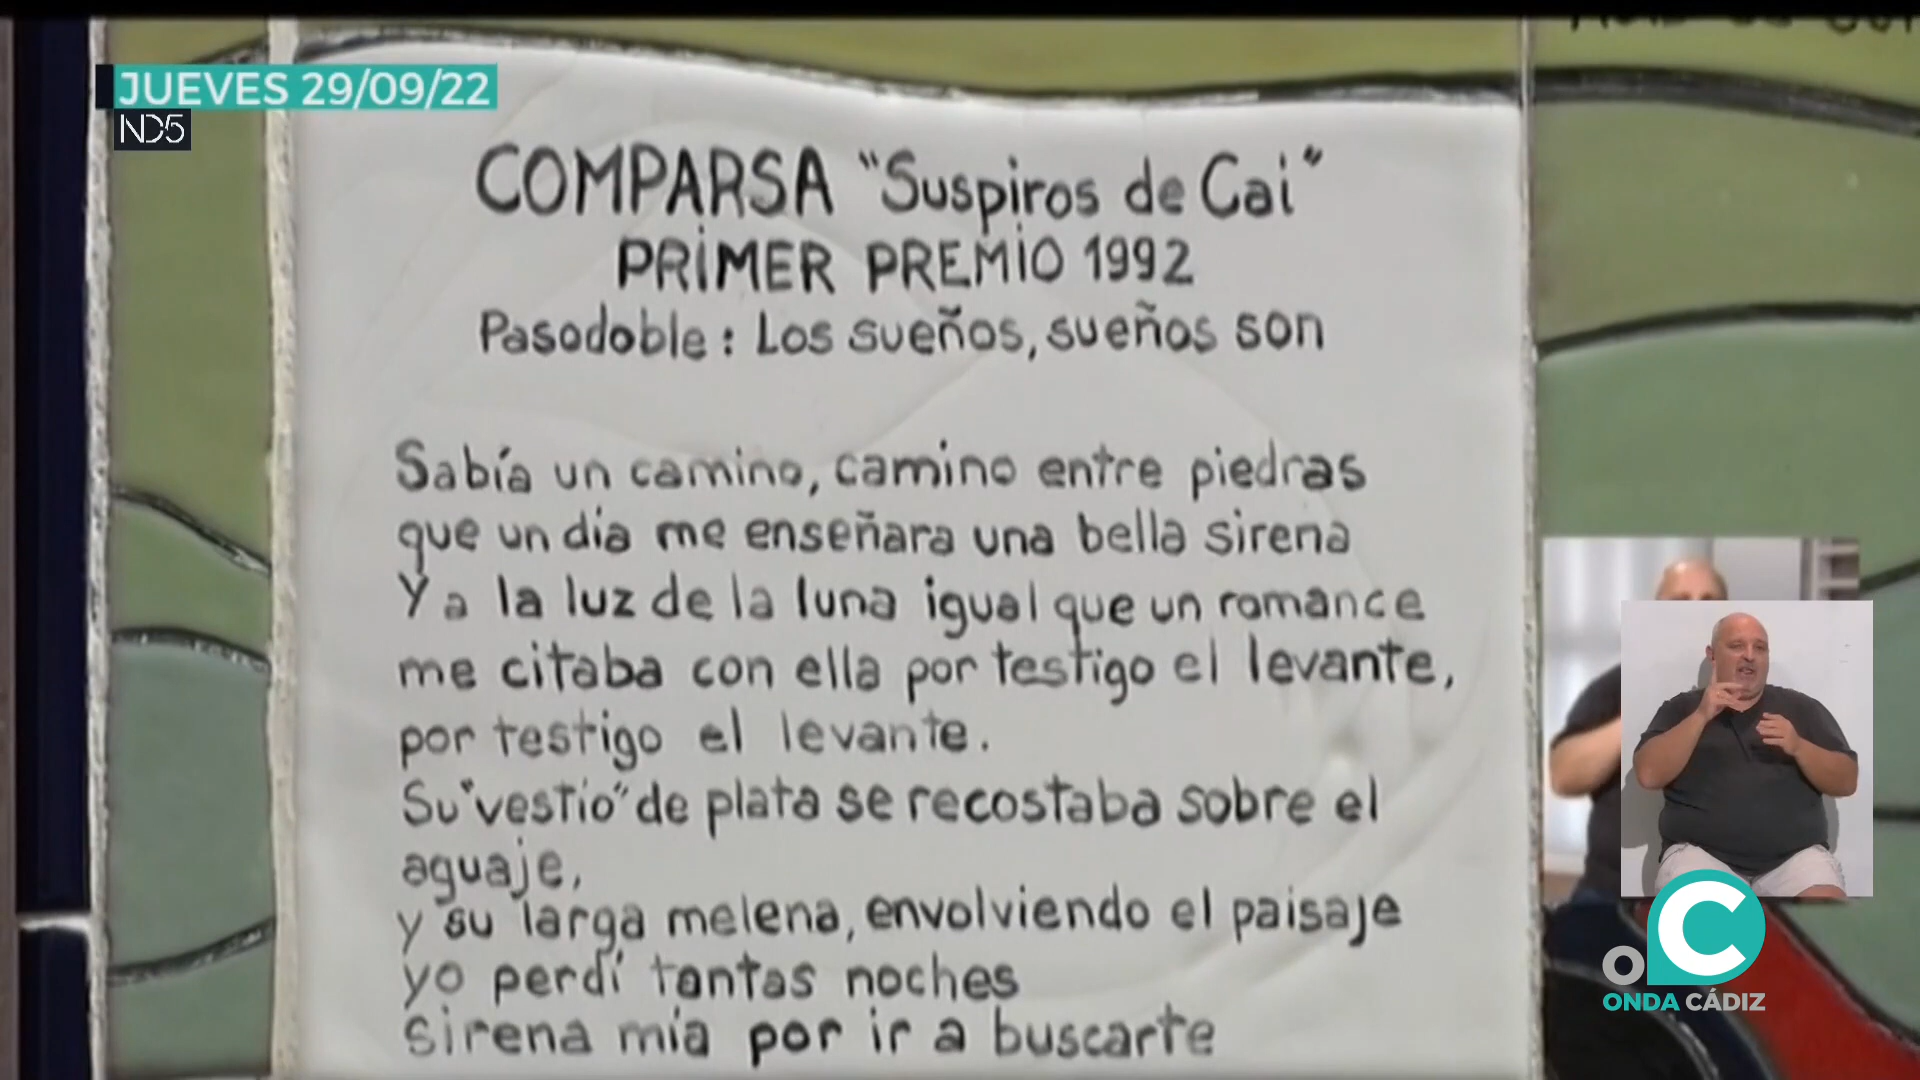 JUEVES 29/09/22
ND5
COMPARSA "Suspiros de Cai"
PRIMER PREMIO 1992
Pasodoble: Los sueños, sueños son
Sabía un camino, camino entre piedras
que un dia me enseñara una bella sirena
Y a la luz de la luna igual que un romance
me citaba con ella por testigo el levante,
por testigo el levante.
Su "vestio" de plata se recostaba sobre el
aguaje,
y su larga melena, envolviendo el paisaje
yo perdí tantas noches
Sirena mía por ir a buscarte
OC
ONDA CÁDIZ